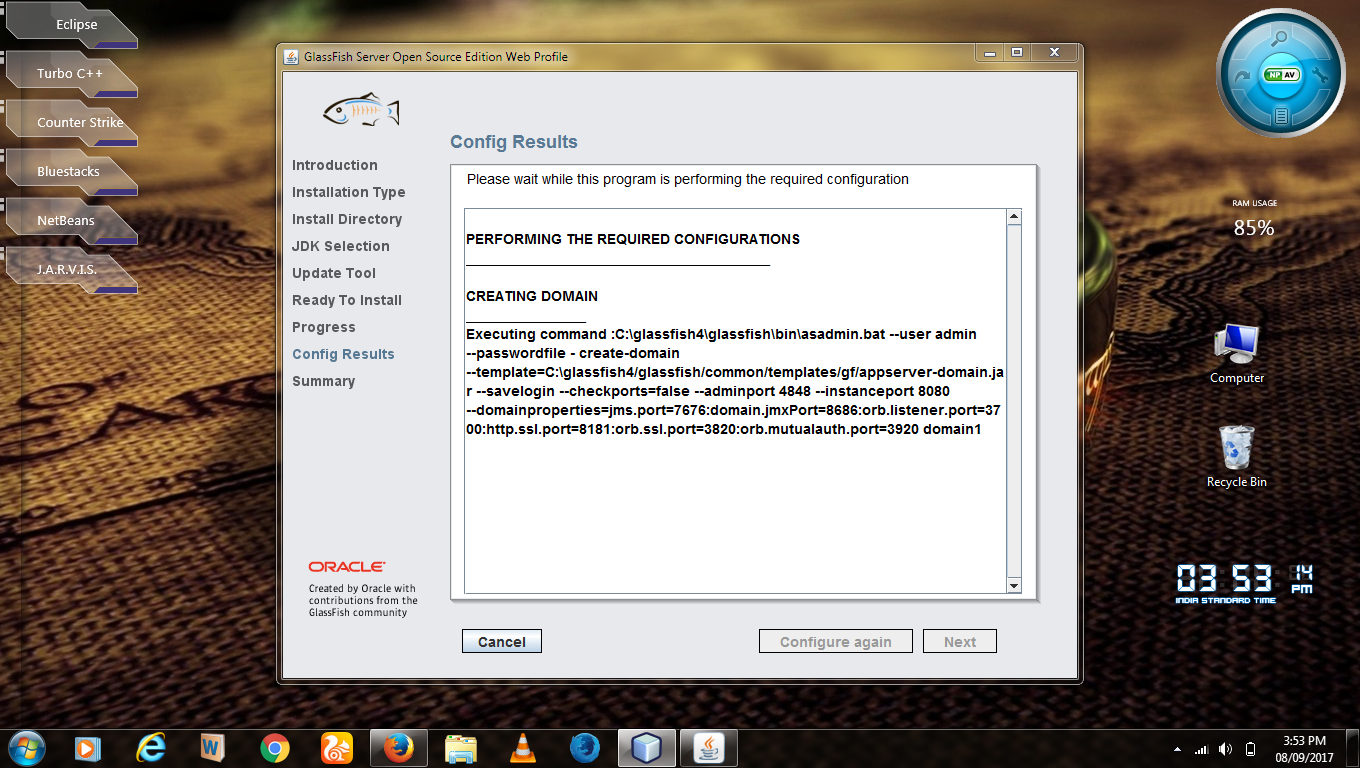 Eclipse
Turbo C++
Counter Strike
Bluestacks
NetBeans
J.A.R.V.I.S.
GlassFish Server Open Source Edition Web Profile
Introduction
Installation Type
Install Directory
JDK Selection
Update Tool
Ready To Install
Progress
Config Results
Summary
ORACLE
Created by Oracle with
contributions from the
GlassFish community
Config Results
Please wait while this program is performing the required configuration
PERFORMING THE REQUIRED CONFIGURATIONS
CREATING DOMAIN
Executing command :C:\glassfish4\glassfish\bin\asadmin.bat --user admin
--passwordfile - create-domain
--template=C:\glassfish4/glassfish/common/templates/gf/appserver-domain.ja
r --savelogin --checkports=false --adminport 4848 --instanceport 8080
--domainproperties=jms.port=7676:domain.jmxPort=8686:orb.listener.port=37
00:http.ssl.port=8181:orb.ssl.port=3820:orb.mutualauth.port=3920 domain1
Cancel
Configure again
Next
NP AV
RAM USAGE
85%
Computer
Recycle Bin
03 53 14
PM
INDIA STANDARD TIME
W
3:53 PM
08/09/2017